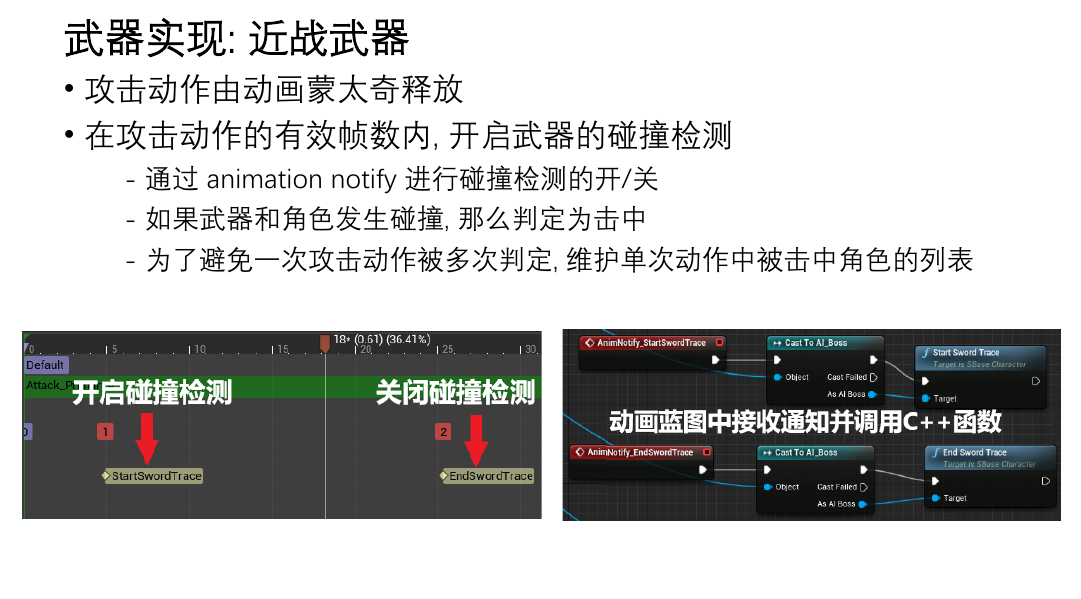 武器实现: 近战武器
• 攻击动作由动画蒙太奇释放
• 在攻击动作的有效帧数内, 开启武器的碰撞检测
- 通过 animation notify 进行碰撞检测的开/关
- 如果武器和角色发生碰撞, 那么判定为击中
- 为了避免一次攻击动作被多次判定, 维护单次动作中被击中角色的列表
18* (0.61) (36.41%)
0 5 10 15 20 25 30
Default
Attack_P
开启碰撞检测 关闭碰撞检测
1 2
StartSwordTrace EndSwordTrace
AnimNotify_StartSwordTrace
Cast To AI_Boss
Object Cast Failed
As AI Boss
Start Sword Trace
Target is SBase Character
Target
动画蓝图中接收通知并调用C++函数
AnimNotify_EndSwordTrace
Cast To AI_Boss
Object Cast Failed
As AI Boss
End Sword Trace
Target is SBase Character
Target